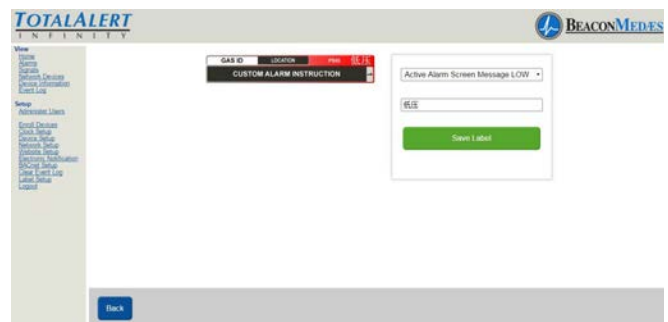 TOTALALERT
INFINITY
BEACONMEDÆS
View
Home
Alarms
Signals
Network Devices
Device Information
Event Log
Setup
Administer Users
Enroll Devices
Clock Setup
Device Setup
Network Setup
Website Setup
Electronic Notification
BACnet Setup
Clear Event Log
Label Setup
Logout
GAS ID LOCATION 低压
CUSTOM ALARM INSTRUCTION
Active Alarm Screen Message LOW
低压
Save Label
Back